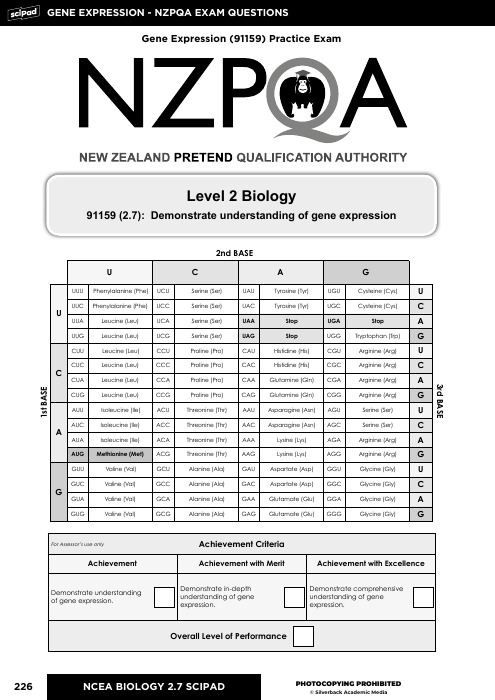 scipad GENE EXPRESSION - NZPQA EXAM QUESTIONS
Gene Expression (91159) Practice Exam
NZPQA
NEW ZEALAND PRETEND QUALIFICATION AUTHORITY
Level 2 Biology
91159 (2.7): Demonstrate understanding of gene expression
2nd BASE
U C A G
1st BASE
3rd BASE
U
UUU Phenylalanine (Phe) UCU Serine (Ser) UAU Tyrosine (Tyr) UGU Cysteine (Cys) U
UUC Phenylalanine (Phe) UCC Serine (Ser) UAC Tyrosine (Tyr) UGC Cysteine (Cys) C
UUA Leucine (Leu) UCA Serine (Ser) UAA Stop UGA Stop A
UUG Leucine (Leu) UCG Serine (Ser) UAG Stop UGG Tryptophan (Trp) G
C
CUU Leucine (Leu) CCU Proline (Pro) CAU Histidine (His) CGU Arginine (Arg) U
CUC Leucine (Leu) CCC Proline (Pro) CAC Histidine (His) CGC Arginine (Arg) C
CUA Leucine (Leu) CCA Proline (Pro) CAA Glutamine (Gln) CGA Arginine (Arg) A
CUG Leucine (Leu) CCG Proline (Pro) CAG Glutamine (Gln) CGG Arginine (Arg) G
A
AUU Isoleucine (Ile) ACU Threonine (Thr) AAU Asparagine (Asn) AGU Serine (Ser) U
AUC Isoleucine (Ile) ACC Threonine (Thr) AAC Asparagine (Asn) AGC Serine (Ser) C
AUA Isoleucine (Ile) ACA Threonine (Thr) AAA Lysine (Lys) AGA Arginine (Arg) A
AUG Methionine (Met) ACG Threonine (Thr) AAG Lysine (Lys) AGG Arginine (Arg) G
G
GUU Valine (Val) GCU Alanine (Ala) GAU Aspartate (Asp) GGU Glycine (Gly) U
GUC Valine (Val) GCC Alanine (Ala) GAC Aspartate (Asp) GGC Glycine (Gly) C
GUA Valine (Val) GCA Alanine (Ala) GAA Glutamate (Glu) GGA Glycine (Gly) A
GUG Valine (Val) GCG Alanine (Ala) GAG Glutamate (Glu) GGG Glycine (Gly) G
For Assessor's use only Achievement Criteria
Achievement Achievement with Merit Achievement with Excellence
Demonstrate understanding
of gene expression.
Demonstrate in-depth
understanding of gene
expression.
Demonstrate comprehensive
understanding of gene
expression.
Overall Level of Performance
226 NCEA BIOLOGY 2.7 SCIPAD PHOTOCOPYING PROHIBITED
© Silverback Academic Media